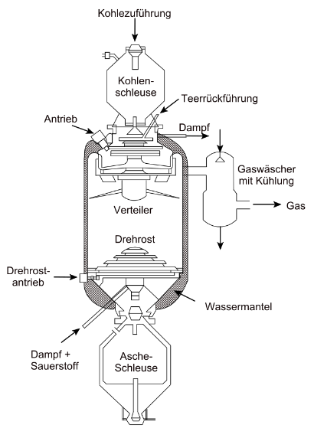 Kohlezuführung
Kohlen-
schleuse
Teerrückführung
Antrieb
Dampf
Gaswäscher
mit Kühlung
Verteiler
Gas
Drehrost
Drehrost-
antrieb
Wassermantel
Dampf +
Sauerstoff
Asche-
Schleuse